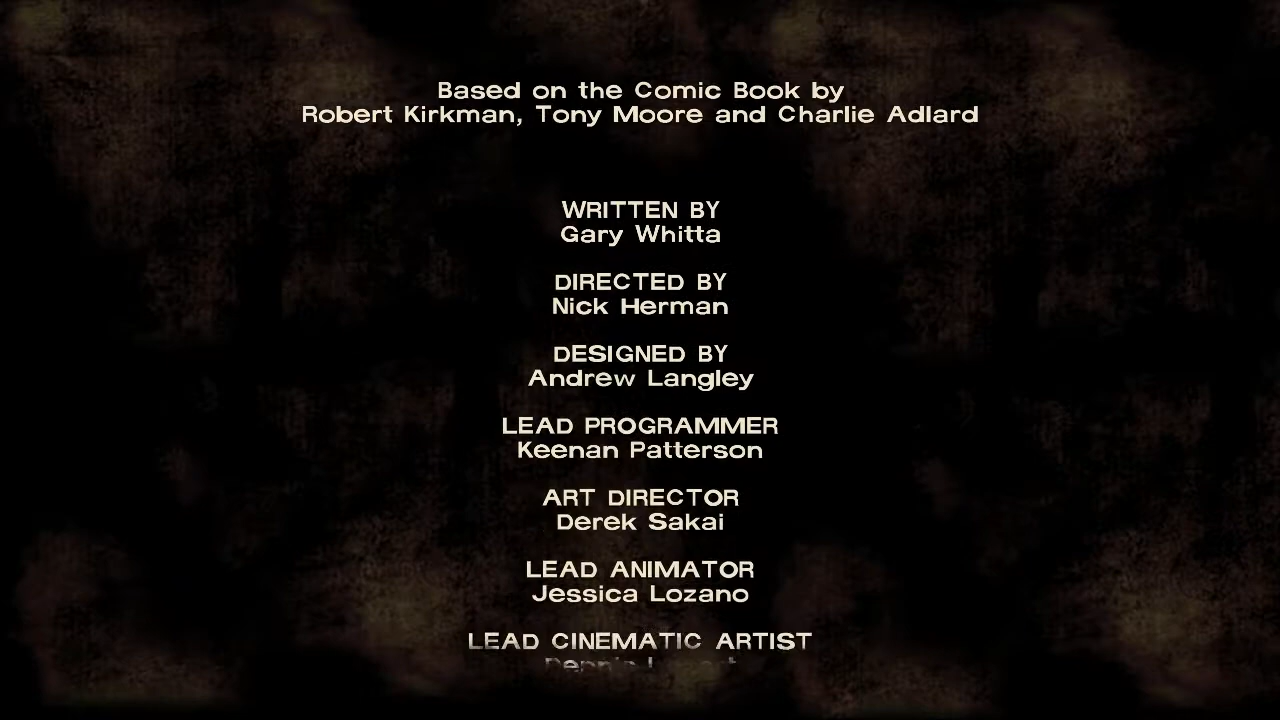 Based on the Comic Book by
Robert Kirkman, Tony Moore and Charlie Adlard
WRITTEN BY
Gary Whitta
DIRECTED BY
Nick Herman
DESIGNED BY
Andrew Langley
LEAD PROGRAMMER
Keenan Patterson
ART DIRECTOR
Derek Sakai
LEAD ANIMATOR
Jessica Lozano
LEAD CINEMATIC ARTIST